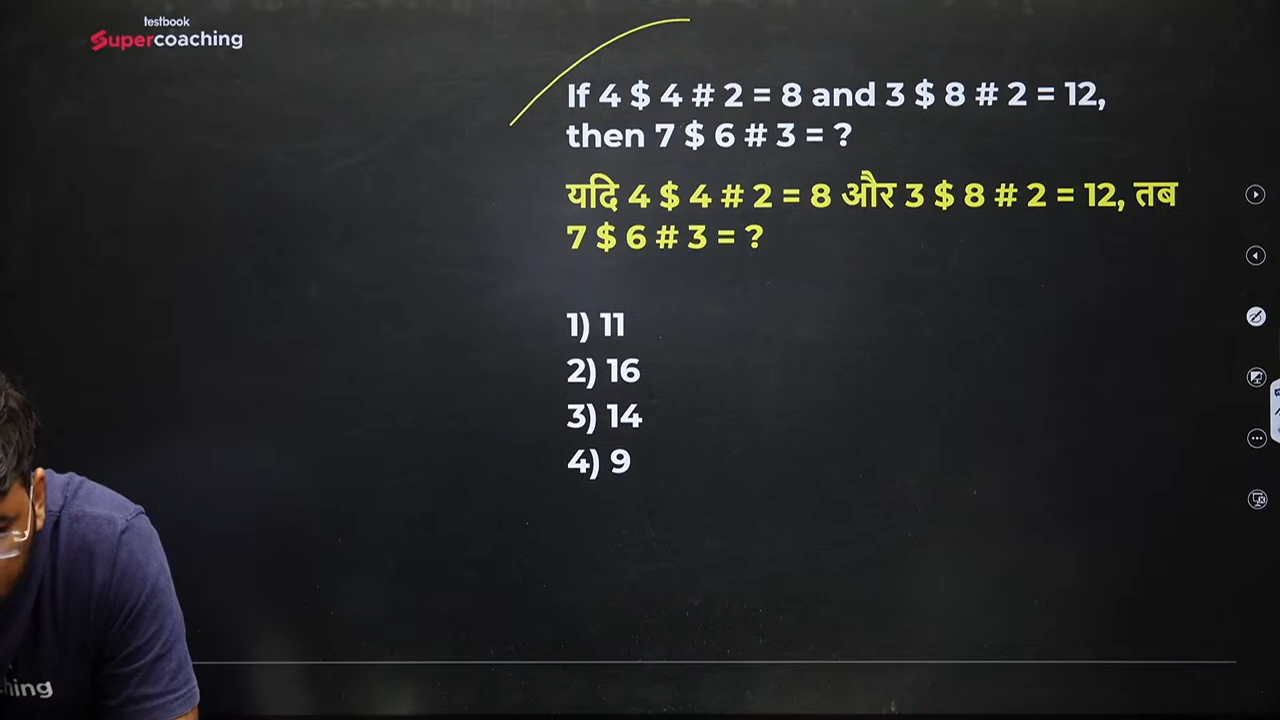 testbook
Supercoaching
If 4 $ 4 # 2 = 8 and 3 $ 8 # 2 = 12,
then 7 $ 6 # 3 = ?
यदि 4 $ 4 # 2 = 8 और 3 $ 8 # 2 = 12, तब
7 $ 6 # 3 = ?
1) 11
2) 16
3) 14
4) 9
hing